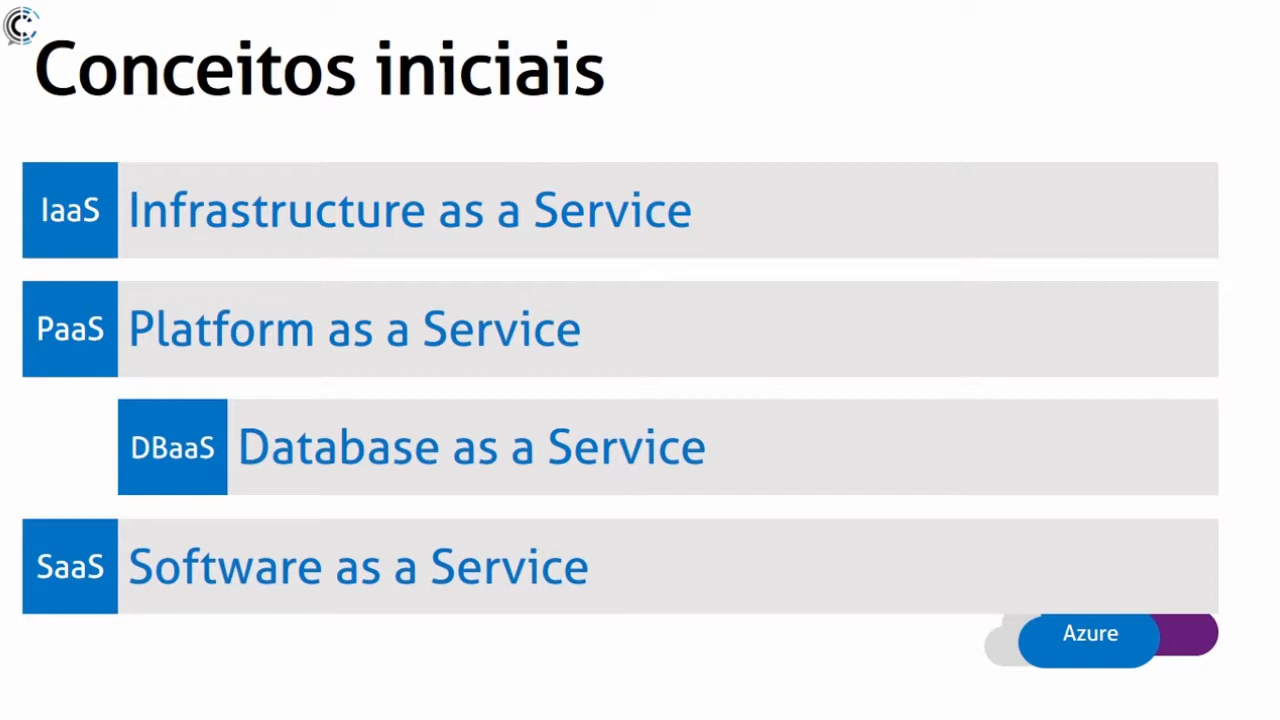 Conceitos iniciais
IaaS Infrastructure as a Service
PaaS Platform as a Service
DBaaS Database as a Service
SaaS Software as a Service
Azure